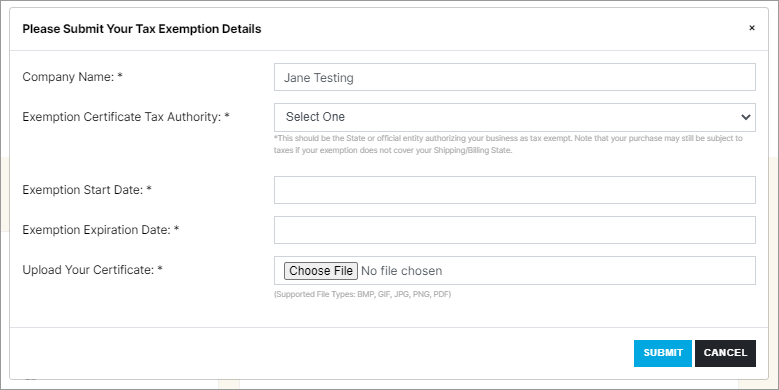 Please Submit Your Tax Exemption Details ×
Company Name: * Jane Testing
Exemption Certificate Tax Authority: * Select One
*This should be the State or official entity authorizing your business as tax exempt. Note that your purchase may still be subject to
taxes if your exemption does not cover your Shipping/Billing State.
Exemption Start Date: *
Exemption Expiration Date: *
Upload Your Certificate: * Choose File No file chosen
(Supported File Types: BMP, GIF, JPG, PNG, PDF)
SUBMIT CANCEL